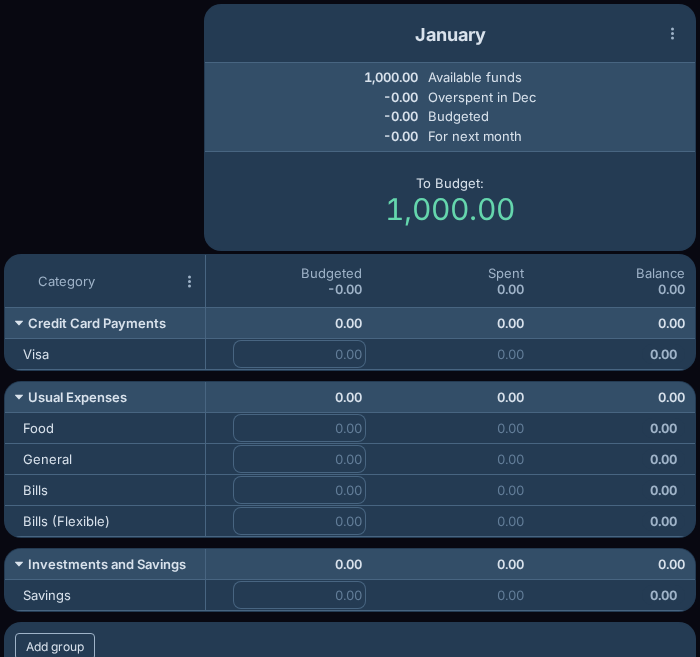 January
1,000.00 Available funds
-0.00 Overspent in Dec
-0.00 Budgeted
-0.00 For next month
To Budget:
1,000.00
Category Budgeted Spent Balance
-0.00 0.00 0.00
Credit Card Payments 0.00 0.00 0.00
Visa 0.00 0.00 0.00
Usual Expenses 0.00 0.00 0.00
Food 0.00 0.00 0.00
General 0.00 0.00 0.00
Bills 0.00 0.00 0.00
Bills (Flexible) 0.00 0.00 0.00
Investments and Savings 0.00 0.00 0.00
Savings 0.00 0.00 0.00
Add group